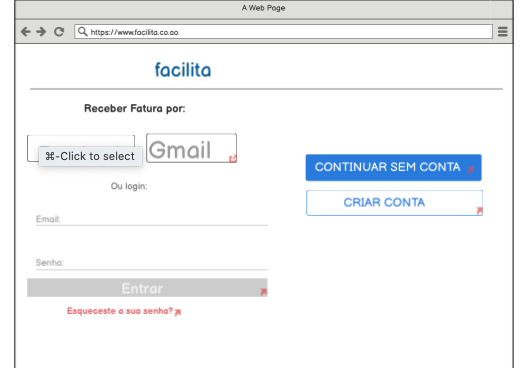 A Web Page
https://www.facilita.co.ao
facilita
Receber Fatura por:
⌘-Click to select
Gmail
Ou login:
Email:
Senha:
Entrar
Esqueceste a sua senha?
CONTINUAR SEM CONTA
CRIAR CONTA